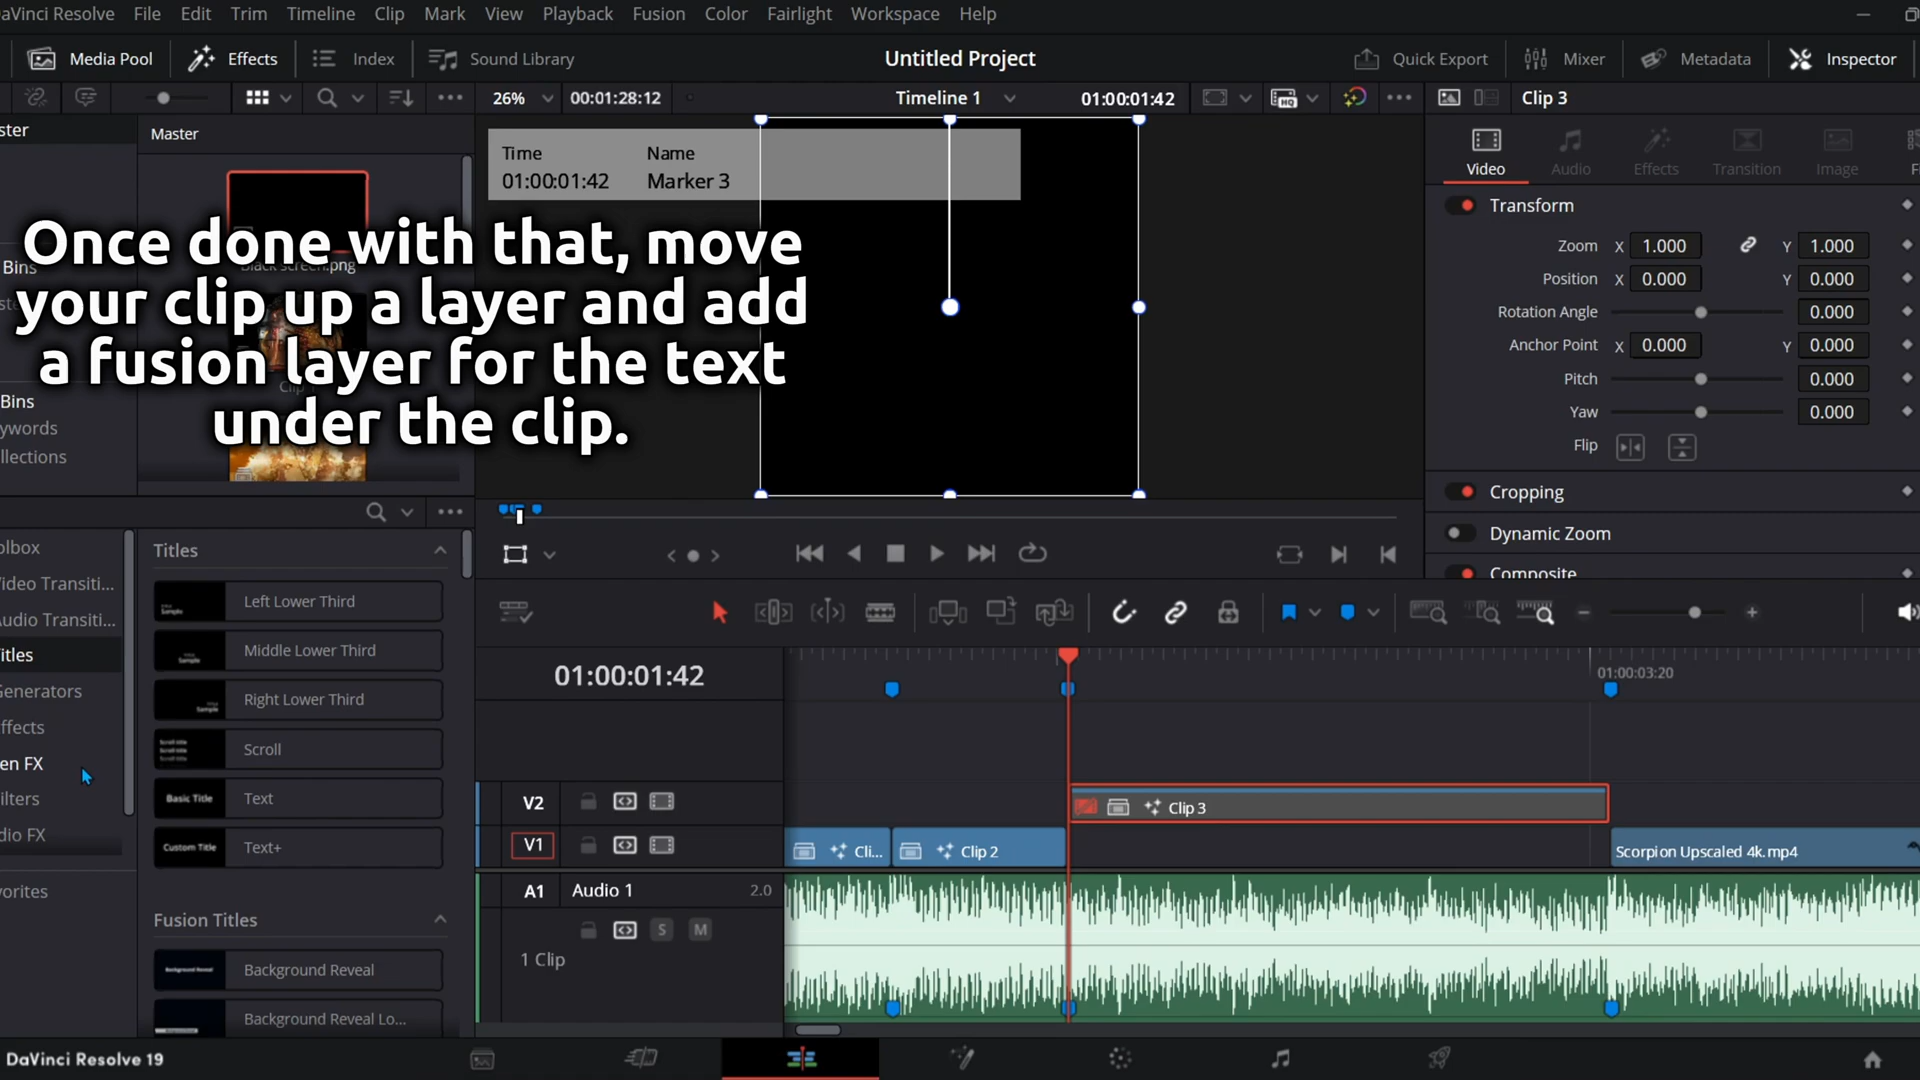 DaVinci Resolve File Edit Trim Timeline Clip Mark View Playback Fusion Color Fairlight Workspace Help
Media Pool Effects Index Sound Library Untitled Project Quick Export Mixer Metadata Inspector
26% 00:01:28:12 Timeline 1 01:00:01:42 Clip 3
ster Master
Time Name
01:00:01:42 Marker 3
Video Audio Effects Transition Image
Transform
Once done with that, move
your clip up a layer and add
a fusion layer for the text
under the clip.
Black screen.png
Bins
Bins
ywords
llections
Zoom X 1.000 Y 1.000
Position X 0.000 Y 0.000
Rotation Angle 0.000
Anchor Point X 0.000 Y 0.000
Pitch 0.000
Yaw 0.000
Flip
Cropping
Dynamic Zoom
Composite
olbox
ideo Transiti...
udio Transiti...
itles
enerators
ffects
en FX
ilters
dio FX
vorites
Titles
Left Lower Third
Middle Lower Third
Right Lower Third
Scroll
Basic Title Text
Custom Title Text+
Fusion Titles
Background Reveal Background Reveal
Background Reveal Lo...
01:00:01:42
01:00:03:20
V2 Clip 3
V1 Cli... Clip 2 Scorpion Upscaled 4k.mp4
A1 Audio 1 2.0
S M
1 Clip
DaVinci Resolve 19